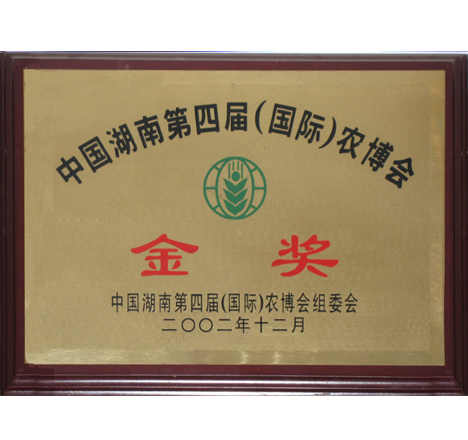 中国湖南第四届(国际)农博会
金奖
中国湖南第四届(国际)农博会组委会
二〇〇二年十二月